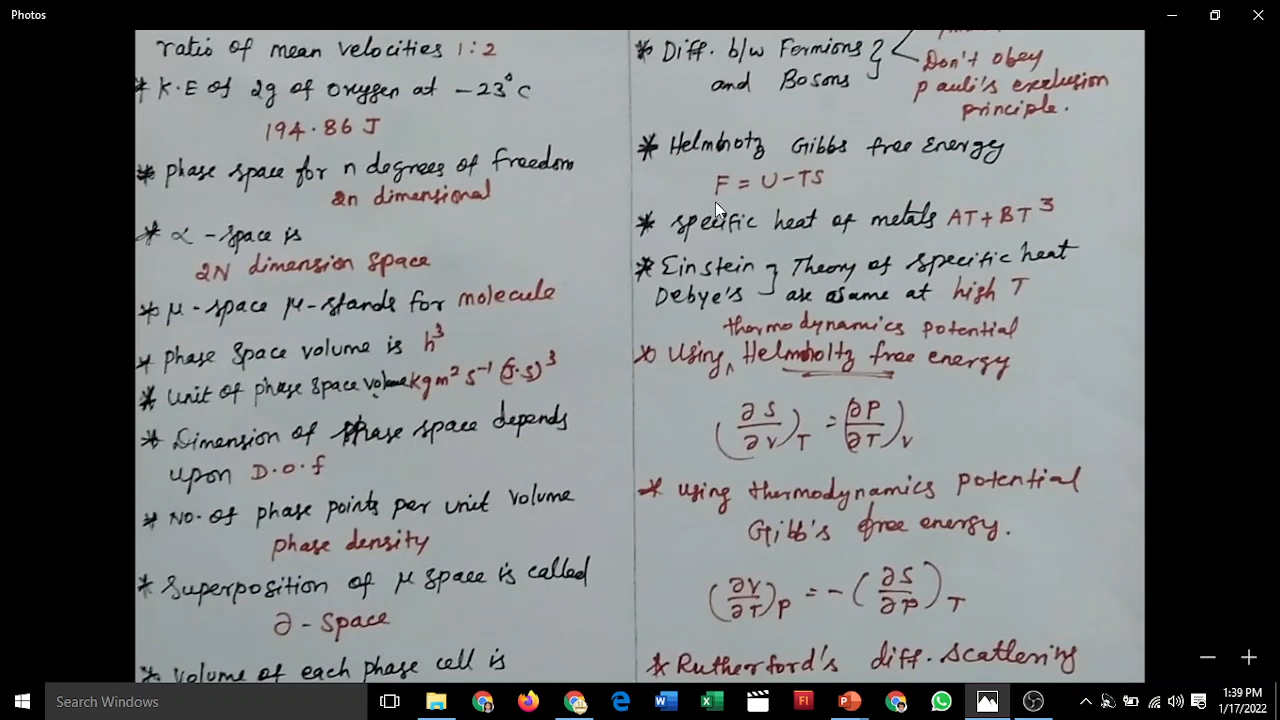 Photos
ratio of mean velocities 1:2
* K.E of 2g of oxygen at -23°c
194.86 J
* phase space for n degrees of freedom
2n dimensional
* ∝ -space is
2N dimension space
* μ-space μ-stands for molecule
* phase space volume is h³
* unit of phase space volume kgm² s⁻¹ (J.s)³
* Dimension of phase space depends
upon D.o.f
* No. of phase points per unit volume
phase density
* Superposition of μ space is called
∂ - Space
* volume of each phase cell is
* Diff. b/w Fermions }
and Bosons
Don't obey
pauli's exclusion
principle.
* Helmhotz Gibbs free Energy
F = U-TS
* specific heat of metals AT+BT³
* Einstein } Theory of specific heat
Debye's are same at high T
thermodynamics potential
* Using ^ Helmholtz free energy
(∂S/∂V)T = (∂P/∂T)V
* using thermodynamics potential
Gibb's free energy.
(∂V/∂T)P = -(∂S/∂P)T
* Rutherford's diff. scattering
Search Windows
1:39 PM
1/17/2022